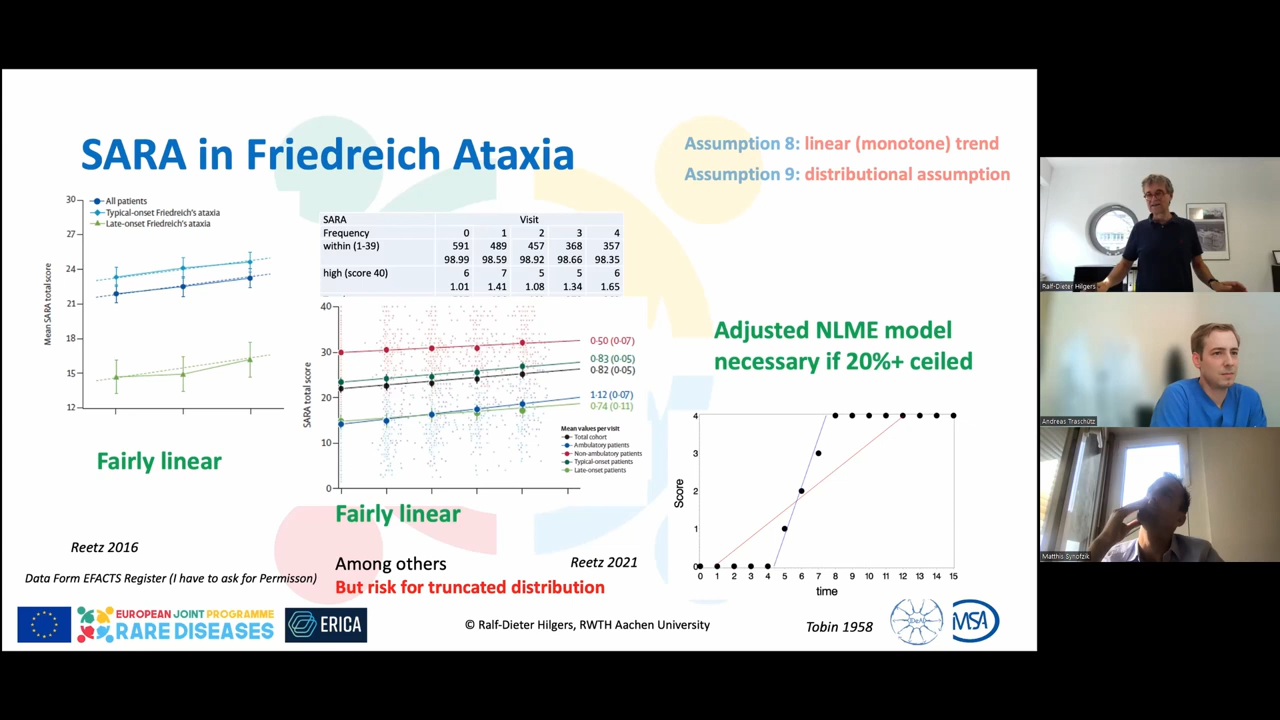 SARA in Friedreich Ataxia
Assumption 8: linear (monotone) trend
Assumption 9: distributional assumption
30
27
24
21
18
15
12
Mean SARA total score
All patients
Typical-onset Friedreich's ataxia
Late-onset Friedreich's ataxia
Fairly linear
SARA Visit
Frequency 0 1 2 3 4
within (1-39) 591 489 457 368 357
98.99 98.59 98.92 98.66 98.35
high (score 40) 6 7 5 5 6
1.01 1.41 1.08 1.34 1.65
40
30
20
10
0
SARA total score
0·50 (0·07)
0·83 (0·05)
0·82 (0·05)
1·12 (0·07)
0·74 (0·11)
Mean values per visit
Total cohort
Ambulatory patients
Non-ambulatory patients
Typical-onset patients
Late-onset patients
Fairly linear
Among others
But risk for truncated distribution
Reetz 2016
Reetz 2021
Data Form EFACTS Register (I have to ask for Permisson)
Adjusted NLME model
necessary if 20%+ ceiled
4
3
2
1
0
Score
0 1 2 3 4 5 6 7 8 9 10 11 12 13 14 15
time
Tobin 1958
EUROPEAN JOINT PROGRAMME
RARE DISEASES
ERICA
© Ralf-Dieter Hilgers, RWTH Aachen University
IDeAl
iMSA
Ralf-Dieter Hilgers
Andreas Traschütz
Matthis Synofzik